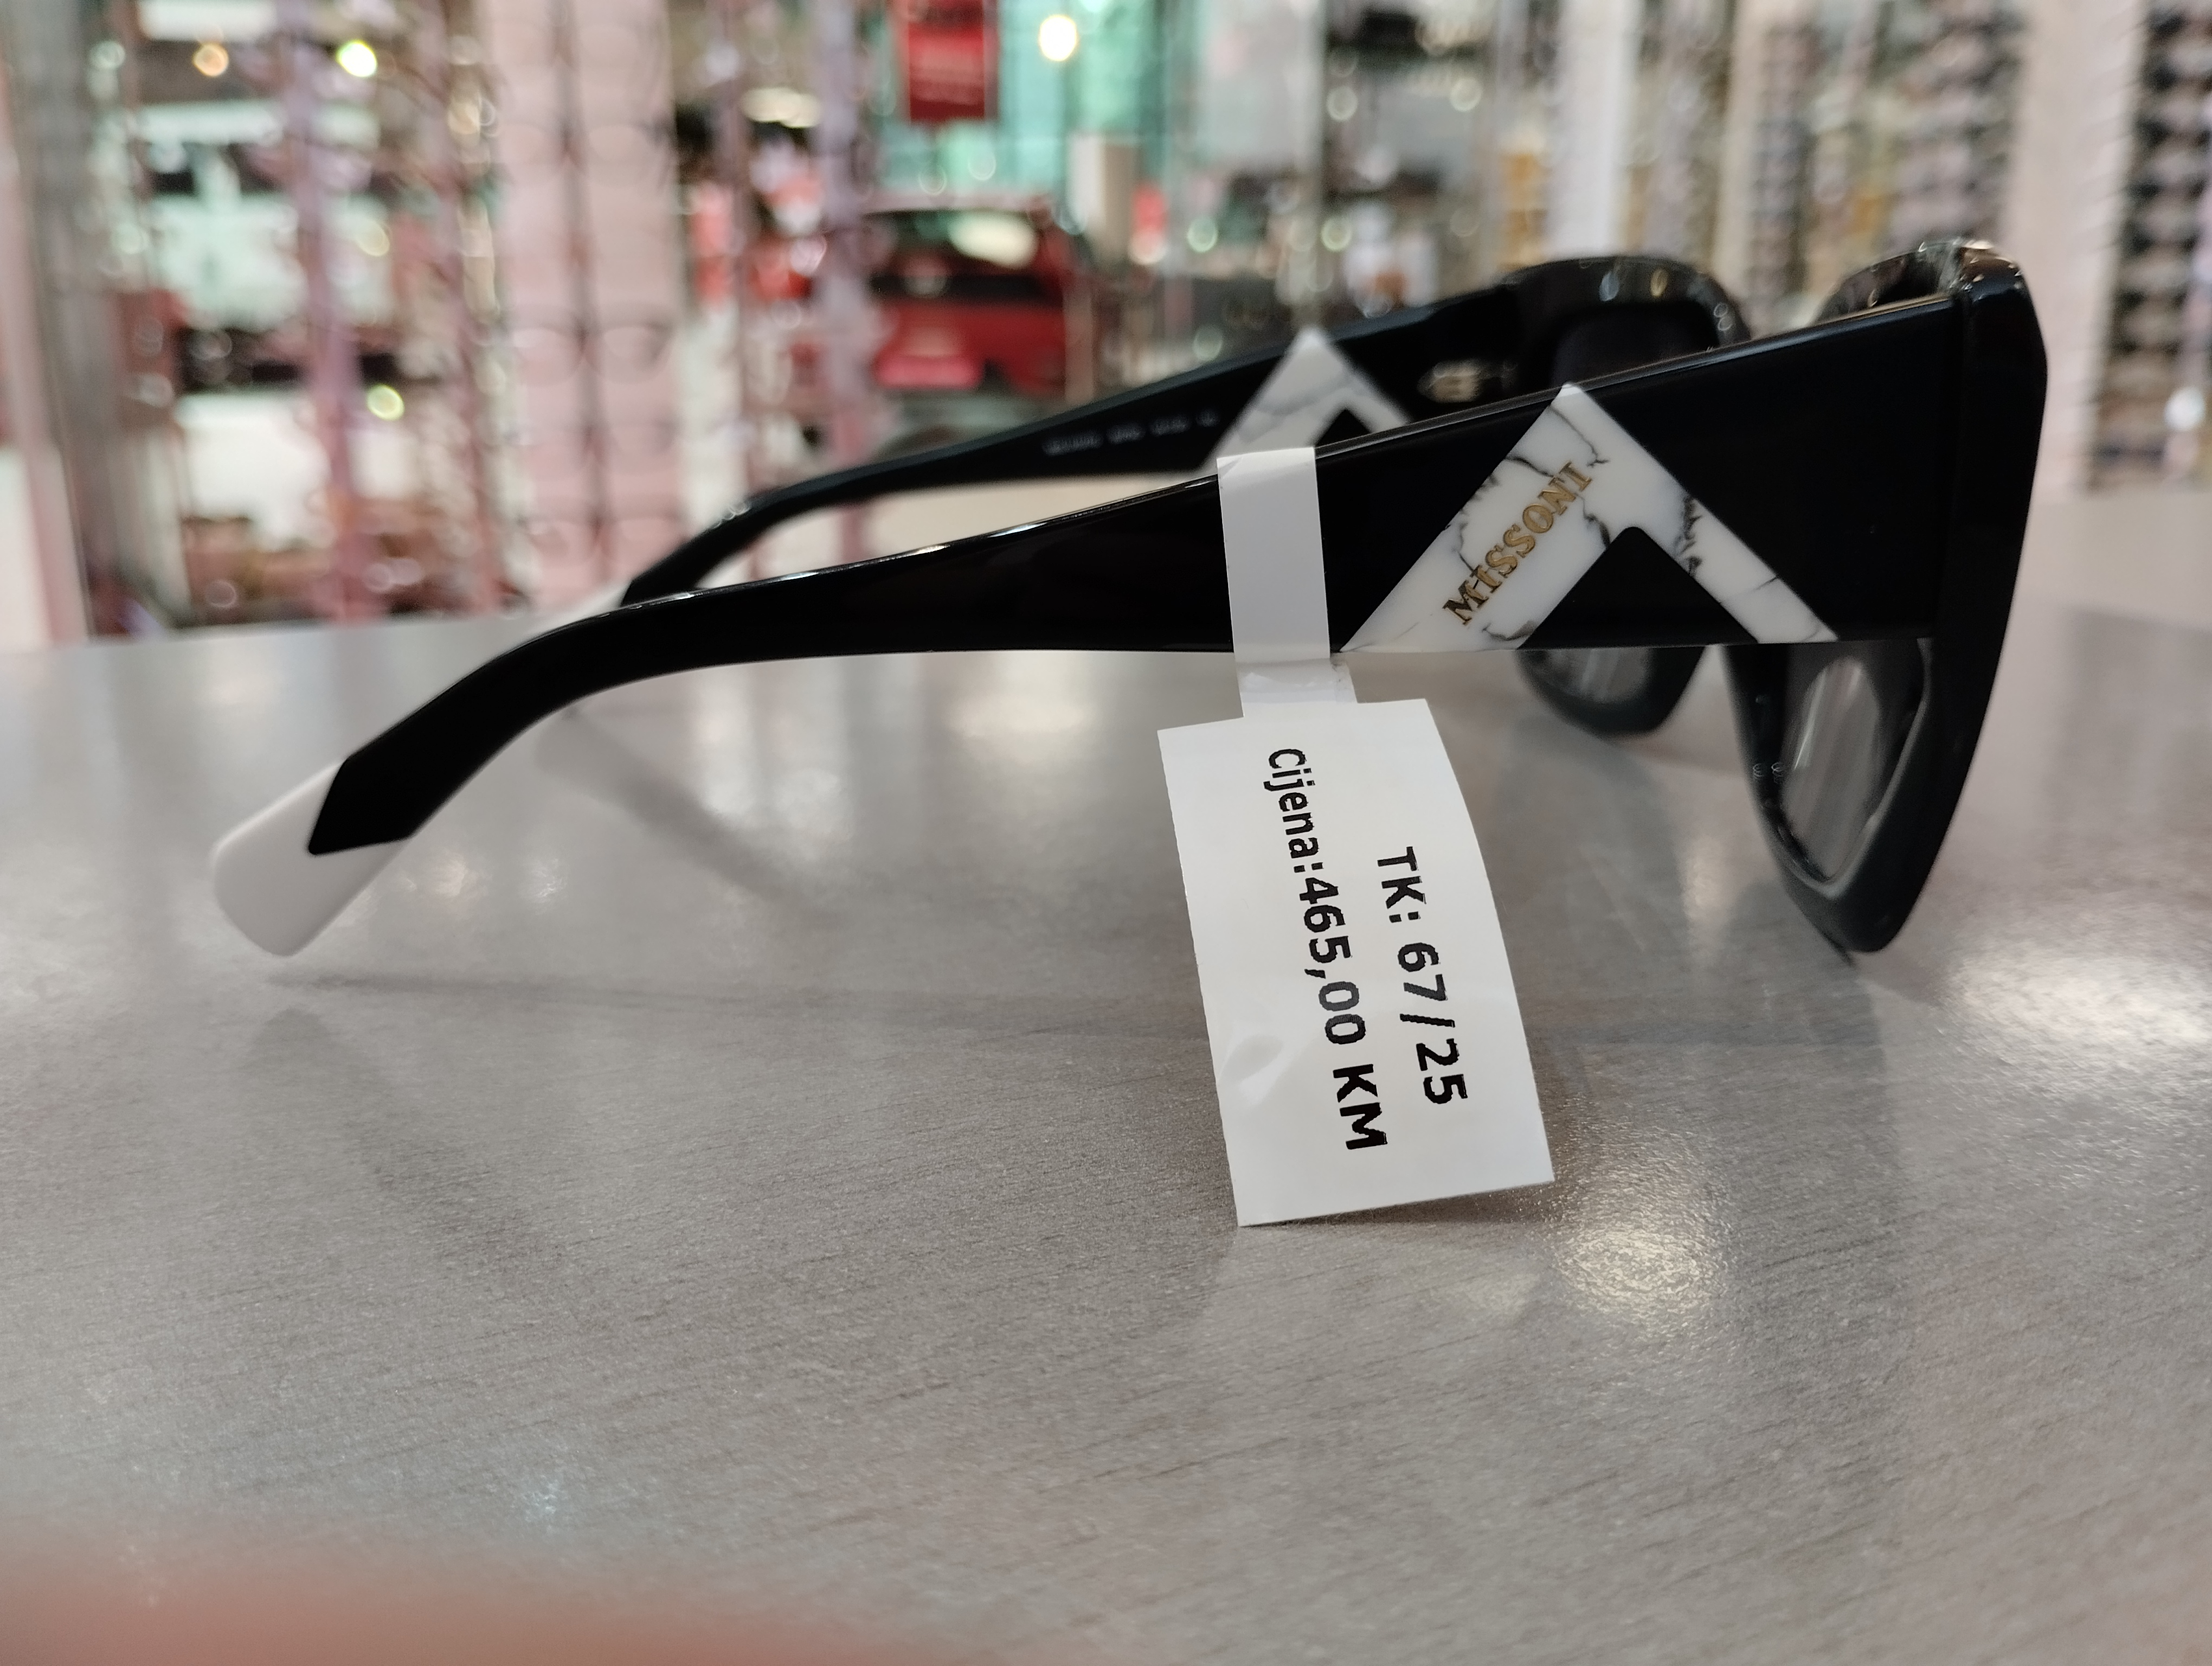 MISSONI
TK: 67/25
Cijena:465,00 KM